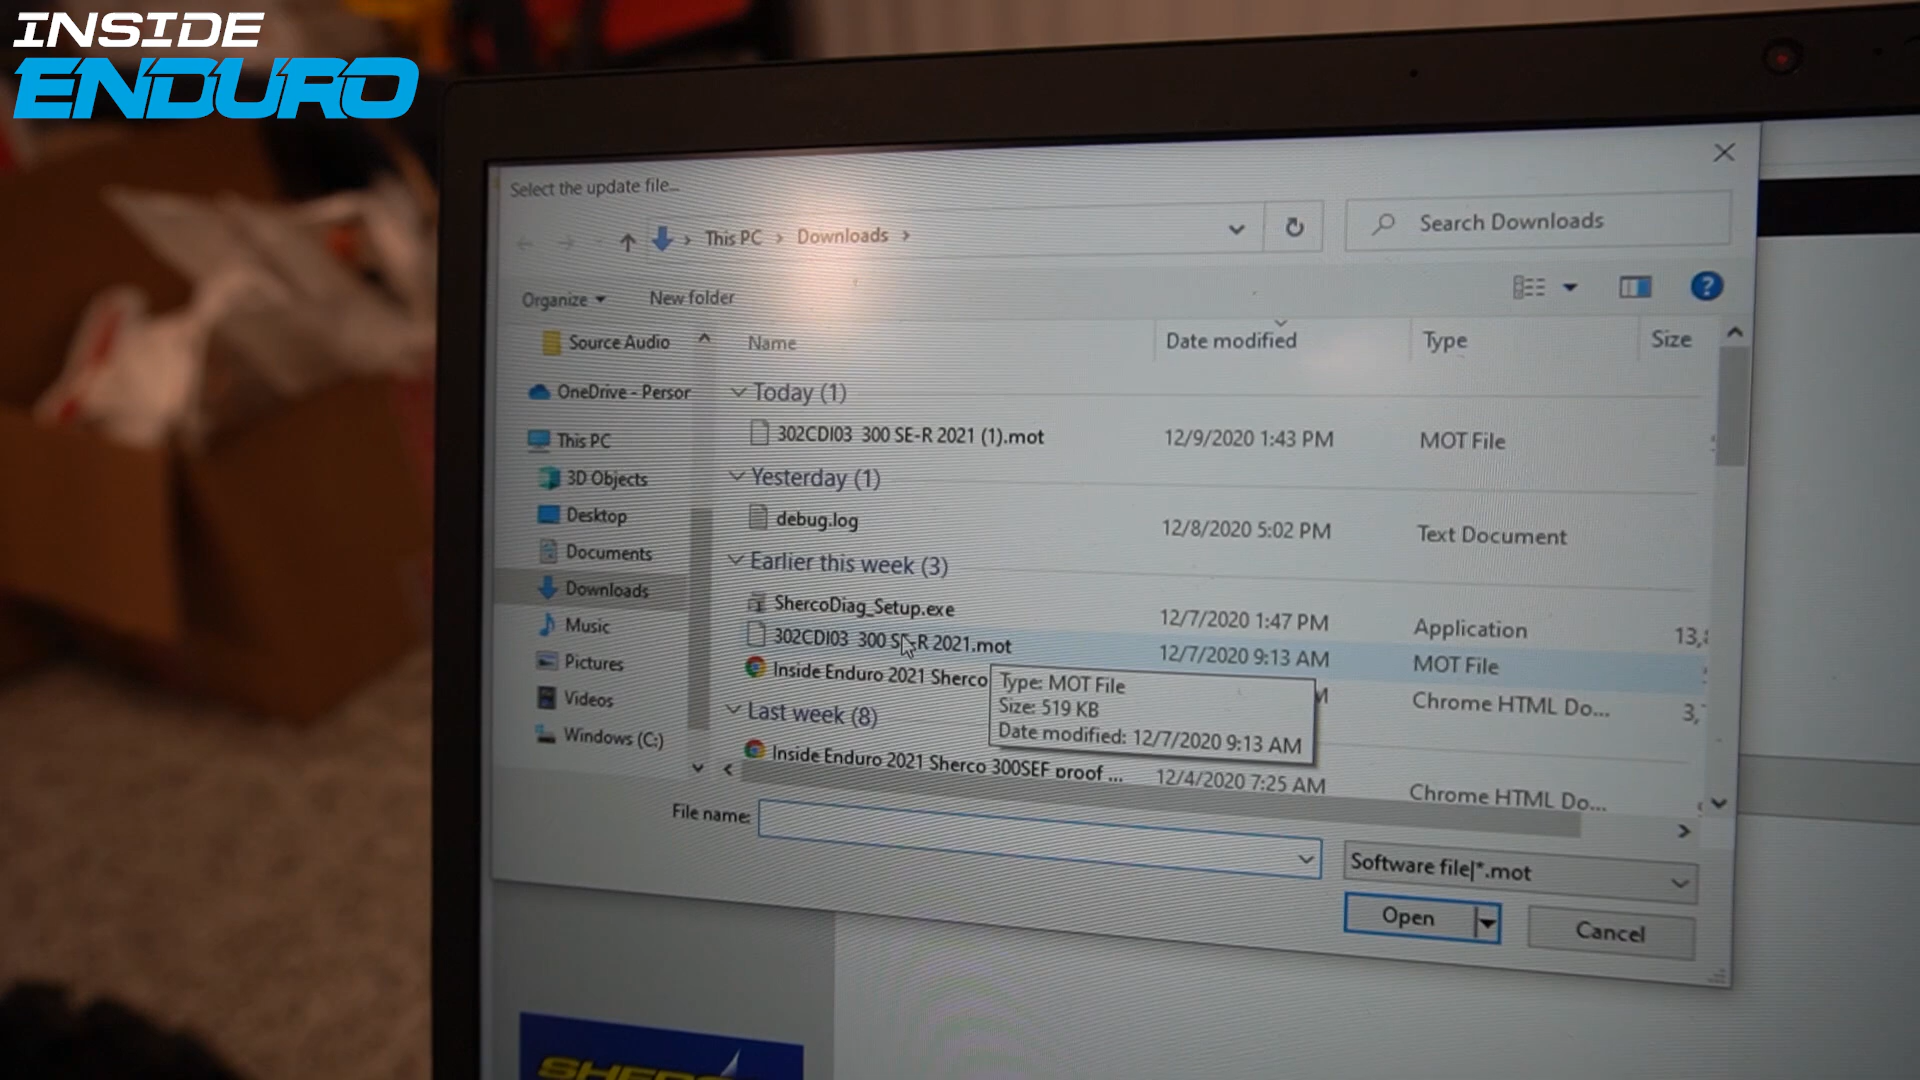 INSIDE
ENDURO
Select the update file...
This PC > Downloads >
Search Downloads
Organize
New folder
Source Audio
OneDrive - Persor
This PC
3D Objects
Desktop
Documents
Downloads
Music
Pictures
Videos
Windows (C:)
Name Date modified Type Size
Today (1)
302CDI03 300 SE-R 2021 (1).mot 12/9/2020 1:43 PM MOT File
Yesterday (1)
debug.log 12/8/2020 5:02 PM Text Document
Earlier this week (3)
ShercoDiag_Setup.exe 12/7/2020 1:47 PM Application 13,
302CDI03 300 SE-R 2021.mot 12/7/2020 9:13 AM MOT File
Inside Enduro 2021 Sherco M Chrome HTML Do... 3,
Type: MOT File
Size: 519 KB
Date modified: 12/7/2020 9:13 AM
Last week (8)
Inside Enduro 2021 Sherco 300SEF proof ... 12/4/2020 7:25 AM Chrome HTML Do...
File name:
Software file|*.mot
Open
Cancel